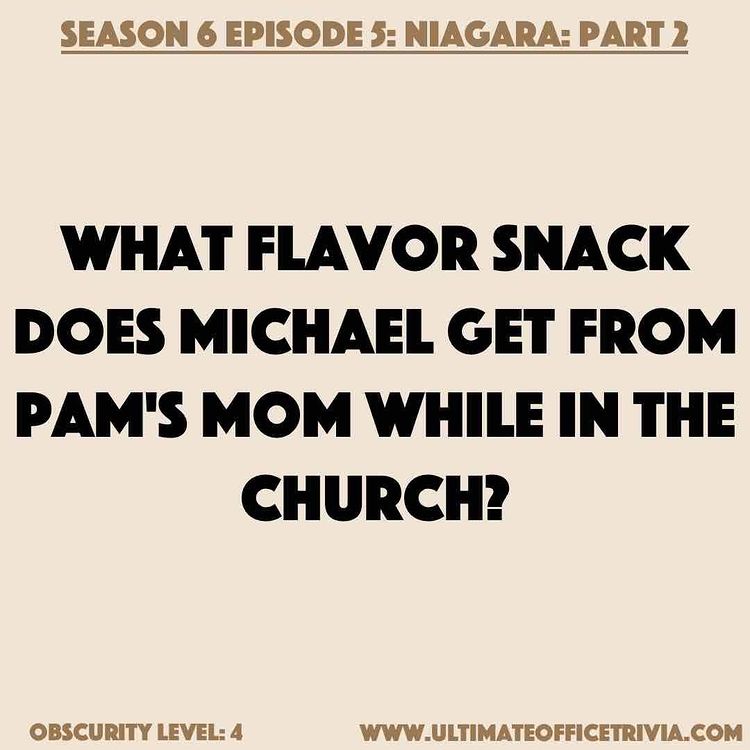 SEASON 6 EPISODE 5: NIAGARA: PART 2
WHAT FLAVOR SNACK
DOES MICHAEL GET FROM
PAM'S MOM WHILE IN THE
CHURCH?
OBSCURITY LEVEL: 4
WWW.ULTIMATEOFFICETRIVIA.COM